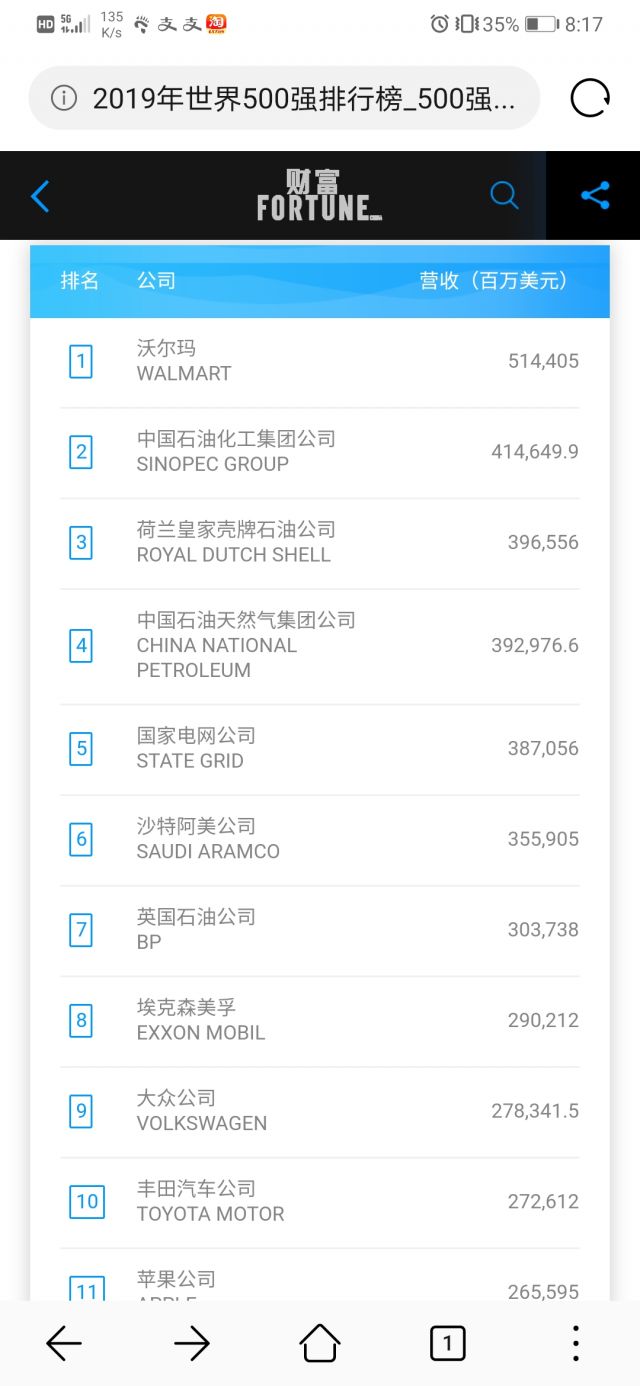 HD 5G 135 K/s 支 支 淘 35% 8:17
2019年世界500强排行榜_500强...
财富
FORTUNE
排名 公司 营收（百万美元）
1 沃尔玛 514,405
WALMART
2 中国石油化工集团公司 414,649.9
SINOPEC GROUP
3 荷兰皇家壳牌石油公司 396,556
ROYAL DUTCH SHELL
4 中国石油天然气集团公司 392,976.6
CHINA NATIONAL
PETROLEUM
5 国家电网公司 387,056
STATE GRID
6 沙特阿美公司 355,905
SAUDI ARAMCO
7 英国石油公司 303,738
BP
8 埃克森美孚 290,212
EXXON MOBIL
9 大众公司 278,341.5
VOLKSWAGEN
10 丰田汽车公司 272,612
TOYOTA MOTOR
11 苹果公司 265,595
APPLE
1